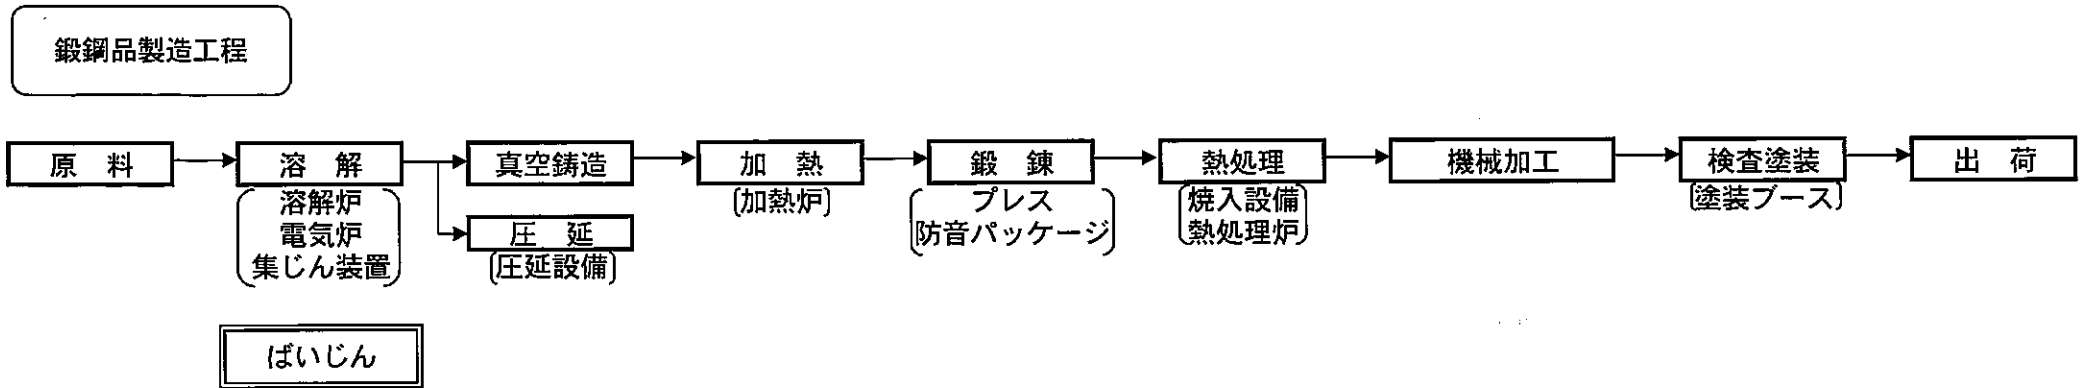 鍛鋼品製造工程
原　料
溶　解
真空鋳造
加　熱
鍛　錬
熱処理
機械加工
検査塗装
出　荷
溶解炉
電気炉
集じん装置
圧　延
圧延設備
加熱炉
プレス
防音パッケージ
焼入設備
熱処理炉
塗装ブース
ばいじん